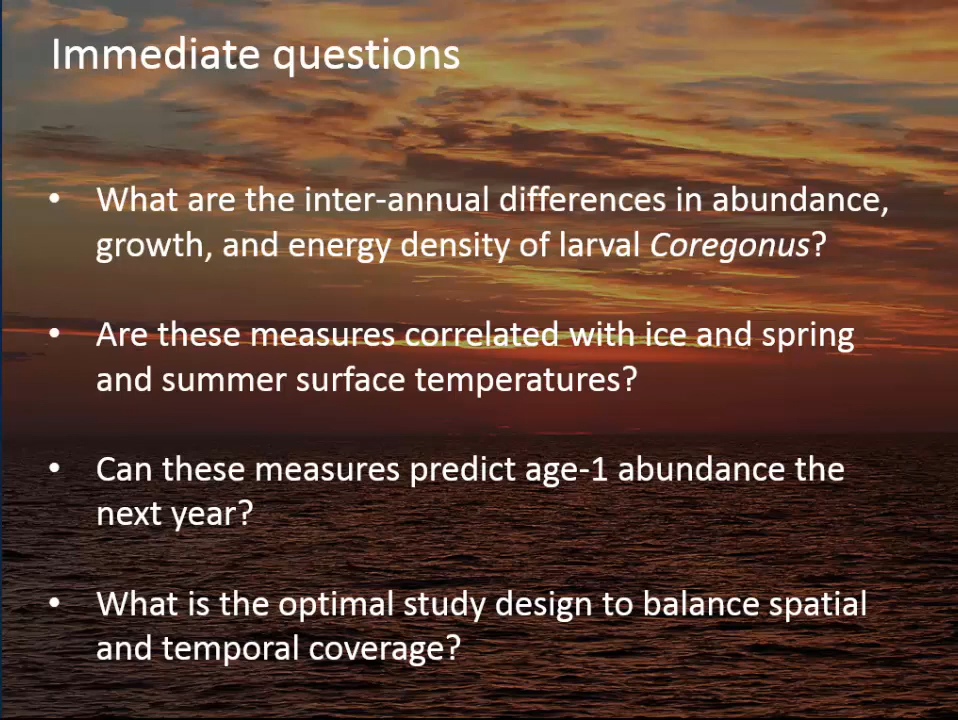 Immediate questions
• What are the inter-annual differences in abundance,
growth, and energy density of larval Coregonus?
• Are these measures correlated with ice and spring
and summer surface temperatures?
• Can these measures predict age-1 abundance the
next year?
• What is the optimal study design to balance spatial
and temporal coverage?